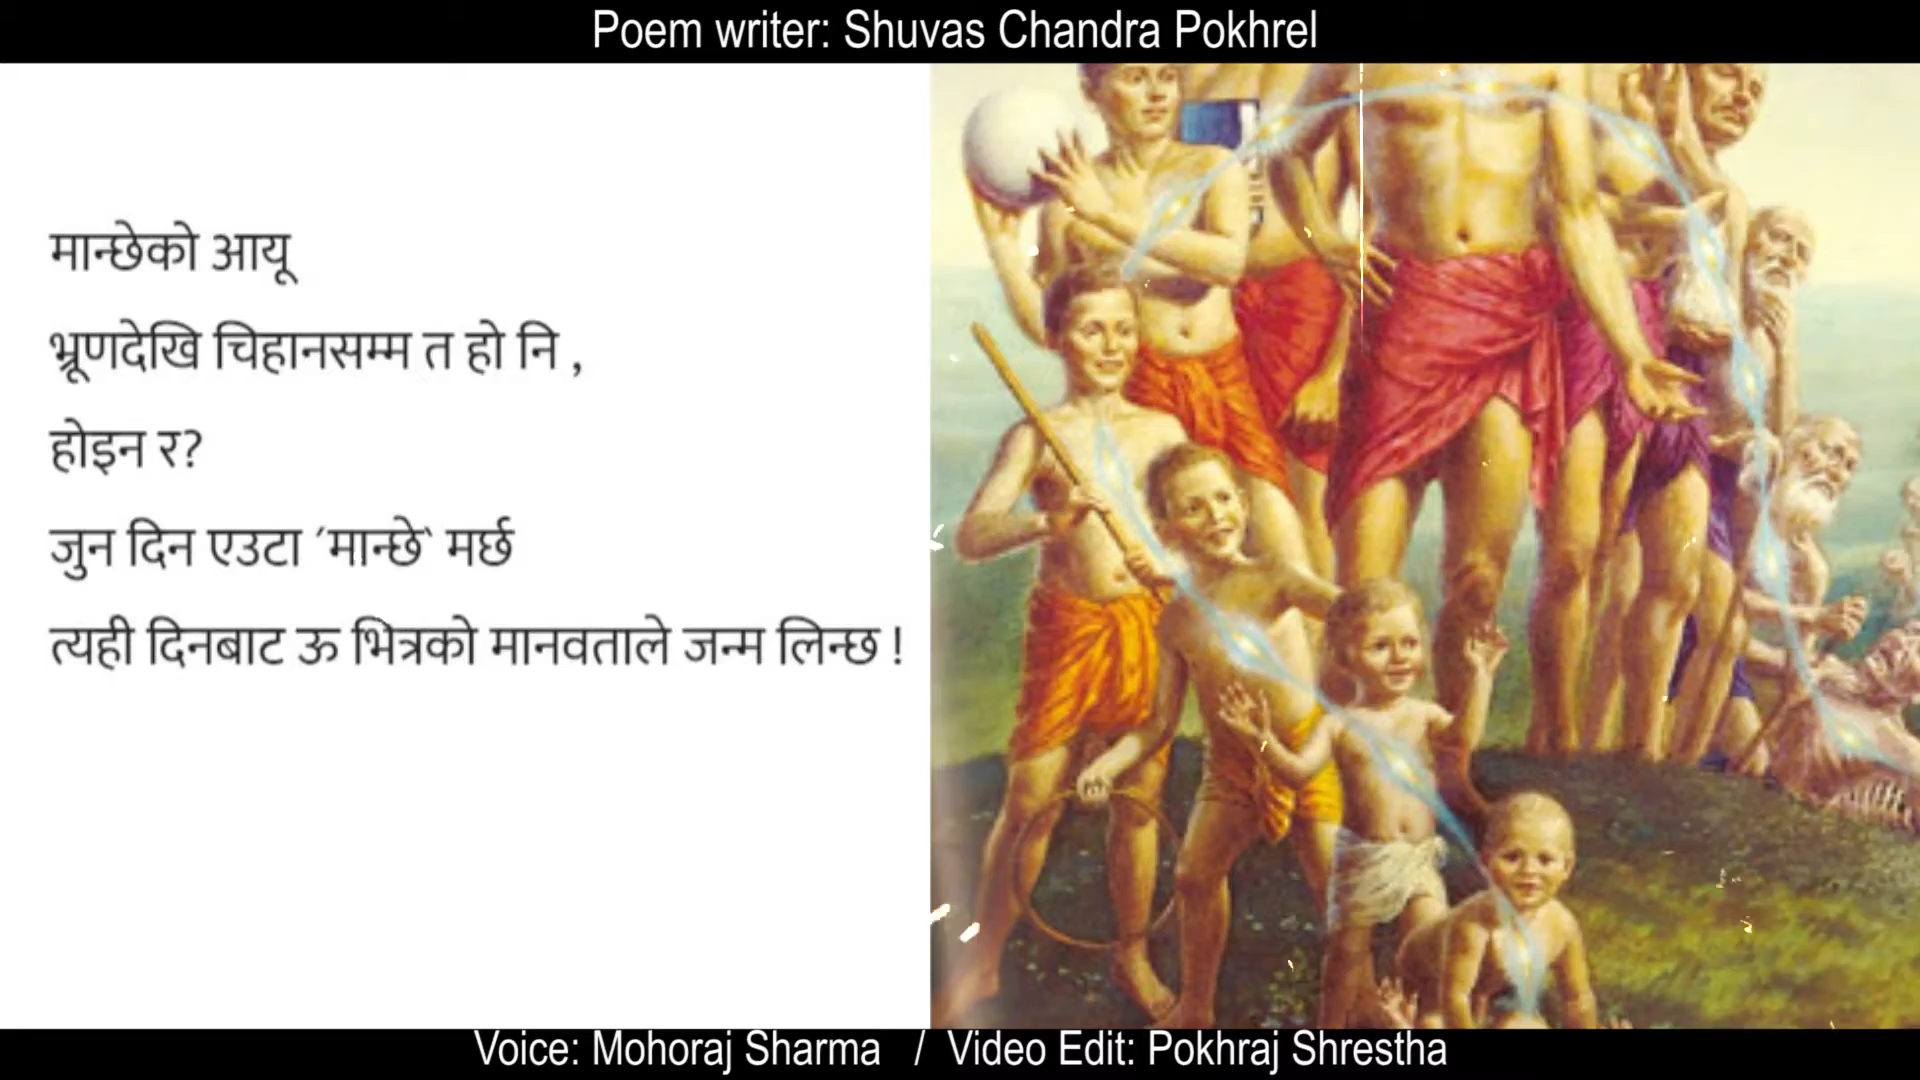 Poem writer: Shuvas Chandra Pokhrel
मान्छेको आयू
भ्रूणदेखि चिहानसम्म त हो नि ,
होइन र?
जुन दिन एउटा ´मान्छे` मर्छ
त्यही दिनबाट ऊ भित्रको मानवताले जन्म लिन्छ !
Voice: Mohoraj Sharma / Video Edit: Pokhraj Shrestha